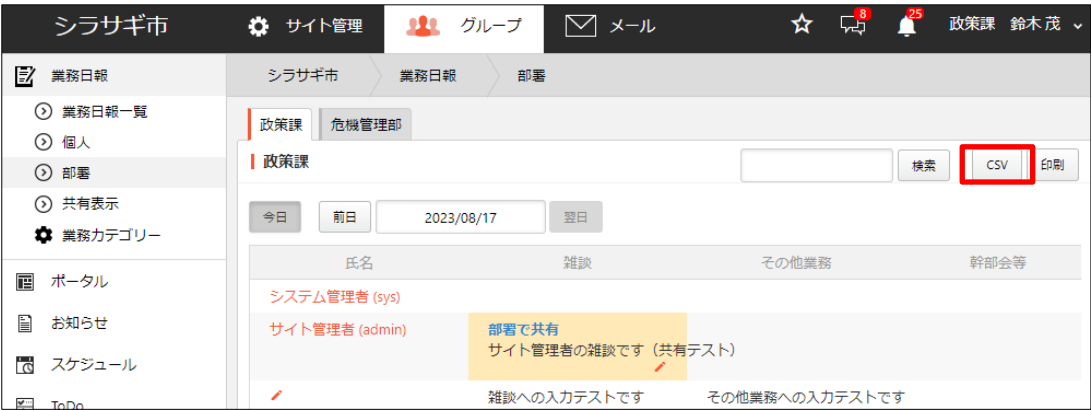 シラサギ市 サイト管理 グループ メール 8 25 政策課 鈴木 茂
業務日報 シラサギ市 業務日報 部署
業務日報一覧
個人
部署
共有表示
業務カテゴリー
ポータル
お知らせ
スケジュール
ToDo
政策課 危機管理部
政策課 検索 CSV 印刷
今日 前日 2023/08/17 翌日
氏名 雑談 その他業務 幹部会等
システム管理者 (sys)
サイト管理者 (admin) 部署で共有
サイト管理者の雑談です（共有テスト）
雑談への入力テストです その他業務への入力テストです